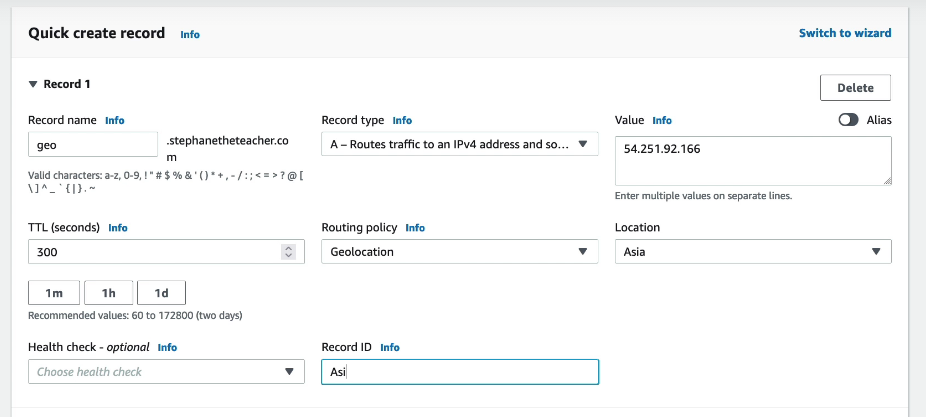 Quick create record Info
Switch to wizard
Record 1
Delete
Record name Info
geo
.stephanetheteacher.co
m
Valid characters: a-z, 0-9, ! " # $ % & ' ( ) * + , - / : ; < = > ? @ [
\ ] ^ _ ` { | } . ~
Record type Info
A – Routes traffic to an IPv4 address and so...
Value Info
Alias
54.251.92.166
Enter multiple values on separate lines.
TTL (seconds) Info
300
1m 1h 1d
Recommended values: 60 to 172800 (two days)
Routing policy Info
Geolocation
Location
Asia
Health check - optional Info
Choose health check
Record ID Info
Asi